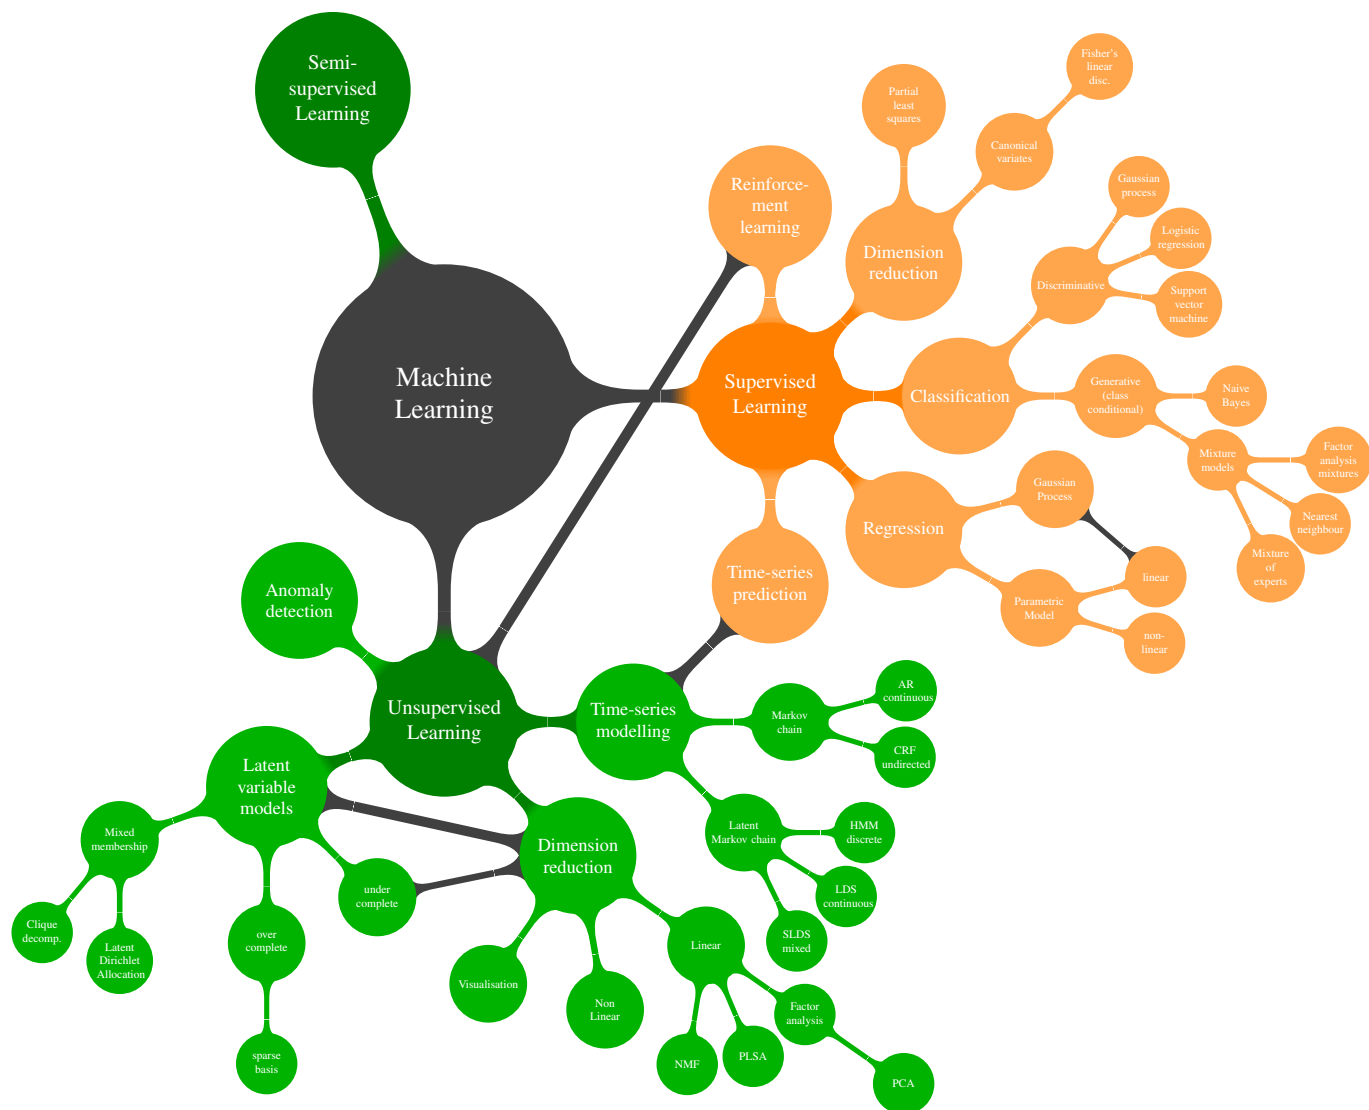 Semi-
supervised
Learning
Machine
Learning
Reinforce-
ment
learning
Partial
least
squares
Fisher's
linear
disc.
Canonical
variates
Dimension
reduction
Gaussian
process
Logistic
regression
Discriminative
Support
vector
machine
Supervised
Learning
Classification
Generative
(class
conditional)
Naive
Bayes
Mixture
models
Factor
analysis
mixtures
Nearest
neighbour
Mixture
of
experts
Regression
Gaussian
Process
Parametric
Model
linear
non-
linear
Time-series
prediction
Anomaly
detection
Unsupervised
Learning
Time-series
modelling
Markov
chain
AR
continuous
CRF
undirected
Latent
Markov chain
HMM
discrete
LDS
continuous
SLDS
mixed
Latent
variable
models
Mixed
membership
Clique
decomp.
Latent
Dirichlet
Allocation
over
complete
sparse
basis
under
complete
Dimension
reduction
Visualisation
Non
Linear
Linear
NMF
PLSA
Factor
analysis
PCA